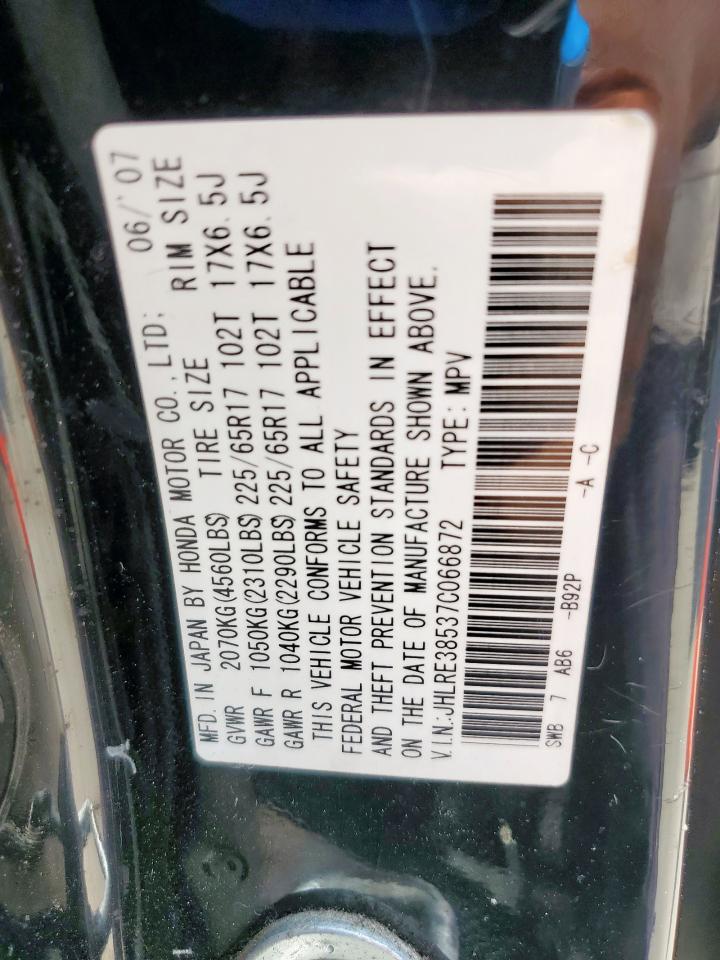 MFD. IN JAPAN BY HONDA MOTOR CO., LTD: 06/'07
TIRE SIZE RIM SIZE
GVWR 2070KG(4560LBS)
GAWR F 1050KG(2310LBS) 225/65R17 102T 17X6.5J
GAWR R 1040KG(2290LBS) 225/65R17 102T 17X6.5J
THIS VEHICLE CONFORMS TO ALL APPLICABLE
FEDERAL MOTOR VEHICLE SAFETY
AND THEFT PREVENTION STANDARDS IN EFFECT
ON THE DATE OF MANUFACTURE SHOWN ABOVE.
V.I.N.:JHLRE38537C066872 TYPE: MPV
SWB 7 AB6 -B92P -A -C